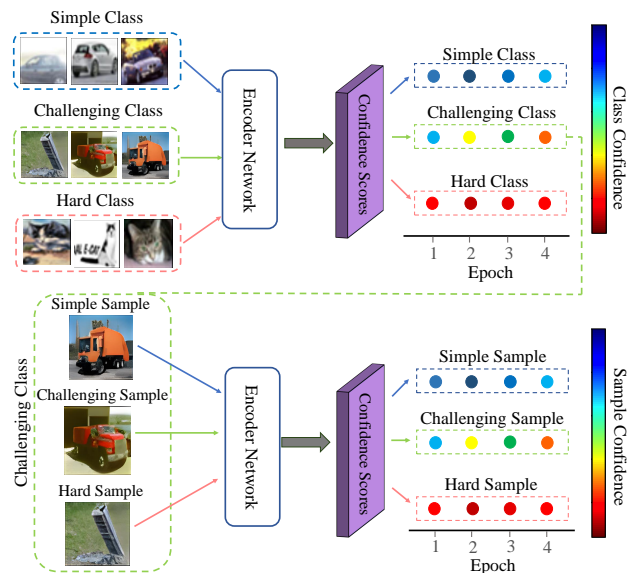 Simple Class
Challenging Class
Hard Class
UAL E-CAT
Encoder Network
Confidence Scores
Simple Class
Challenging Class
Hard Class
1 2 3 4
Epoch
Class Confidence
Challenging Class
Simple Sample
Challenging Sample
Hard Sample
Encoder Network
Confidence Scores
Simple Sample
Challenging Sample
Hard Sample
1 2 3 4
Epoch
Sample Confidence